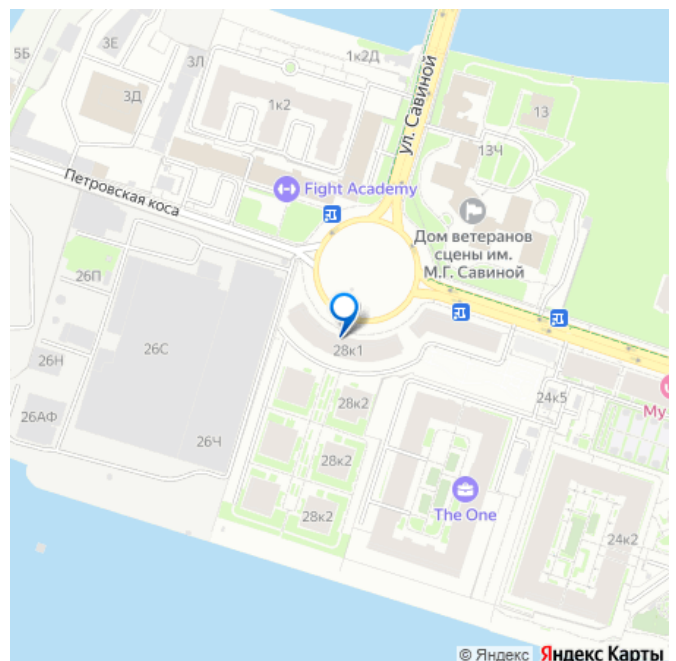 3Е
5Б
3Л
1к2Д
3Д
1к2
ул. Савиной
13
13Ч
Петровская коса
Fight Academy
Дом ветеранов
сцены им.
М.Г. Савиной
26П
26С
28к1
26Н
28к2
24к5
My
26АФ
26Ч
28к2
The One
28к2
24к2
© Яндекс Яндекс Карты